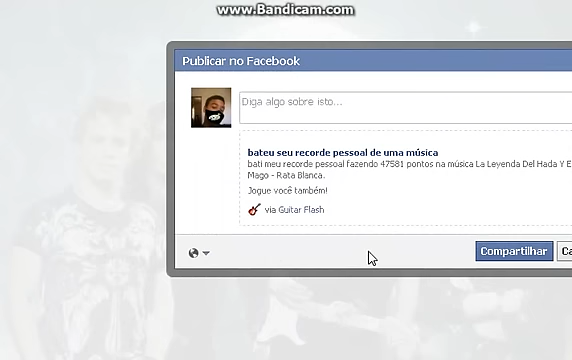 www.Bandicam.com
Publicar no Facebook
Diga algo sobre isto...
bateu seu recorde pessoal de uma música
bati meu recorde pessoal fazendo 47581 pontos na música La Leyenda Del Hada Y E
Mago - Rata Blanca.
Jogue você também!
via Guitar Flash
Compartilhar Ca